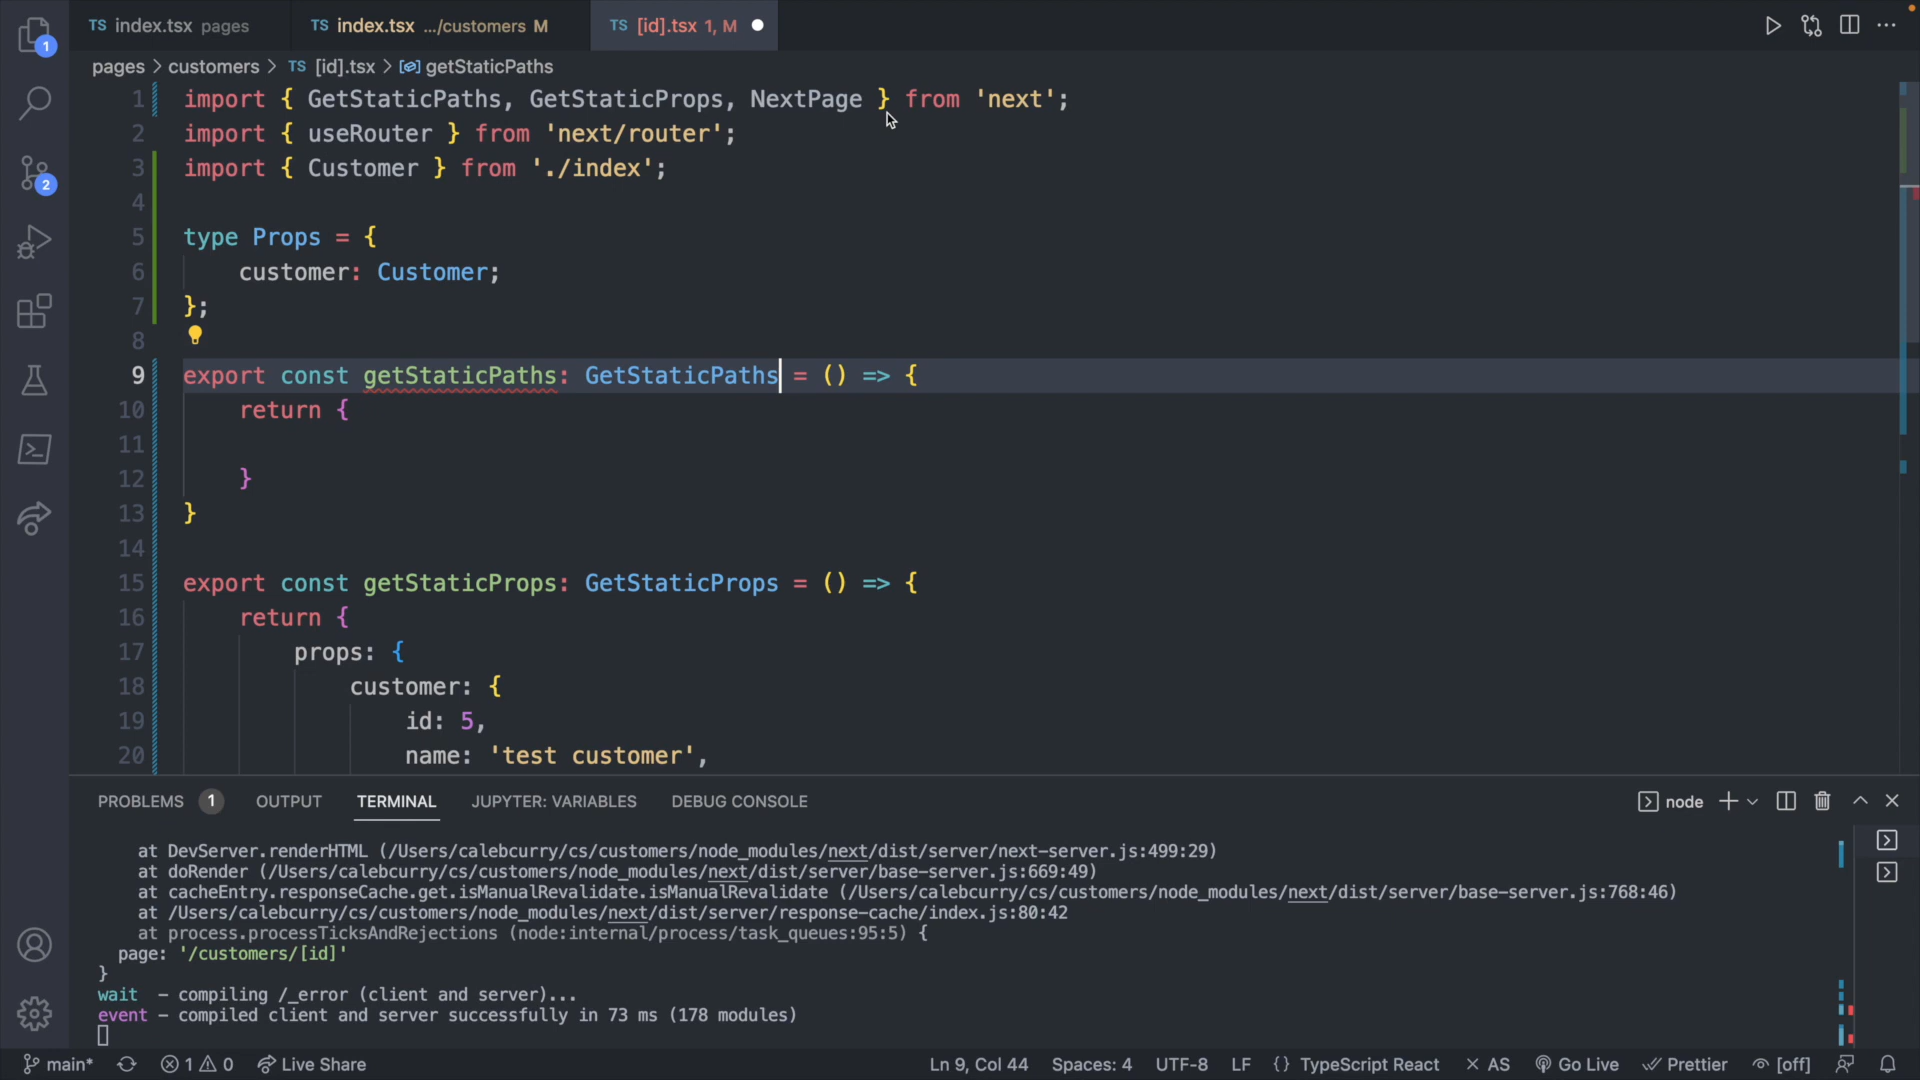 1
TS index.tsx pages
TS index.tsx .../customers M
TS [id].tsx 1, M
pages > customers > TS [id].tsx > getStaticPaths
1 import { GetStaticPaths, GetStaticProps, NextPage } from 'next';
2 import { useRouter } from 'next/router';
3 import { Customer } from './index';
4
5 type Props = {
6 customer: Customer;
7 };
8
9 export const getStaticPaths: GetStaticPaths = () => {
10 return {
11
12 }
13 }
14
15 export const getStaticProps: GetStaticProps = () => {
16 return {
17 props: {
18 customer: {
19 id: 5,
20 name: 'test customer',
2
PROBLEMS 1 OUTPUT TERMINAL JUPYTER: VARIABLES DEBUG CONSOLE node
at DevServer.renderHTML (/Users/calebcurry/cs/customers/node_modules/next/dist/server/next-server.js:499:29)
at doRender (/Users/calebcurry/cs/customers/node_modules/next/dist/server/base-server.js:669:49)
at cacheEntry.responseCache.get.isManualRevalidate.isManualRevalidate (/Users/calebcurry/cs/customers/node_modules/next/dist/server/base-server.js:768:46)
at /Users/calebcurry/cs/customers/node_modules/next/dist/server/response-cache/index.js:80:42
at process.processTicksAndRejections (node:internal/process/task_queues:95:5) {
page: '/customers/[id]'
}
wait – compiling /_error (client and server)...
event – compiled client and server successfully in 73 ms (178 modules)
main* 1 0 Live Share Ln 9, Col 44 Spaces: 4 UTF-8 LF {} TypeScript React AS Go Live Prettier [off]